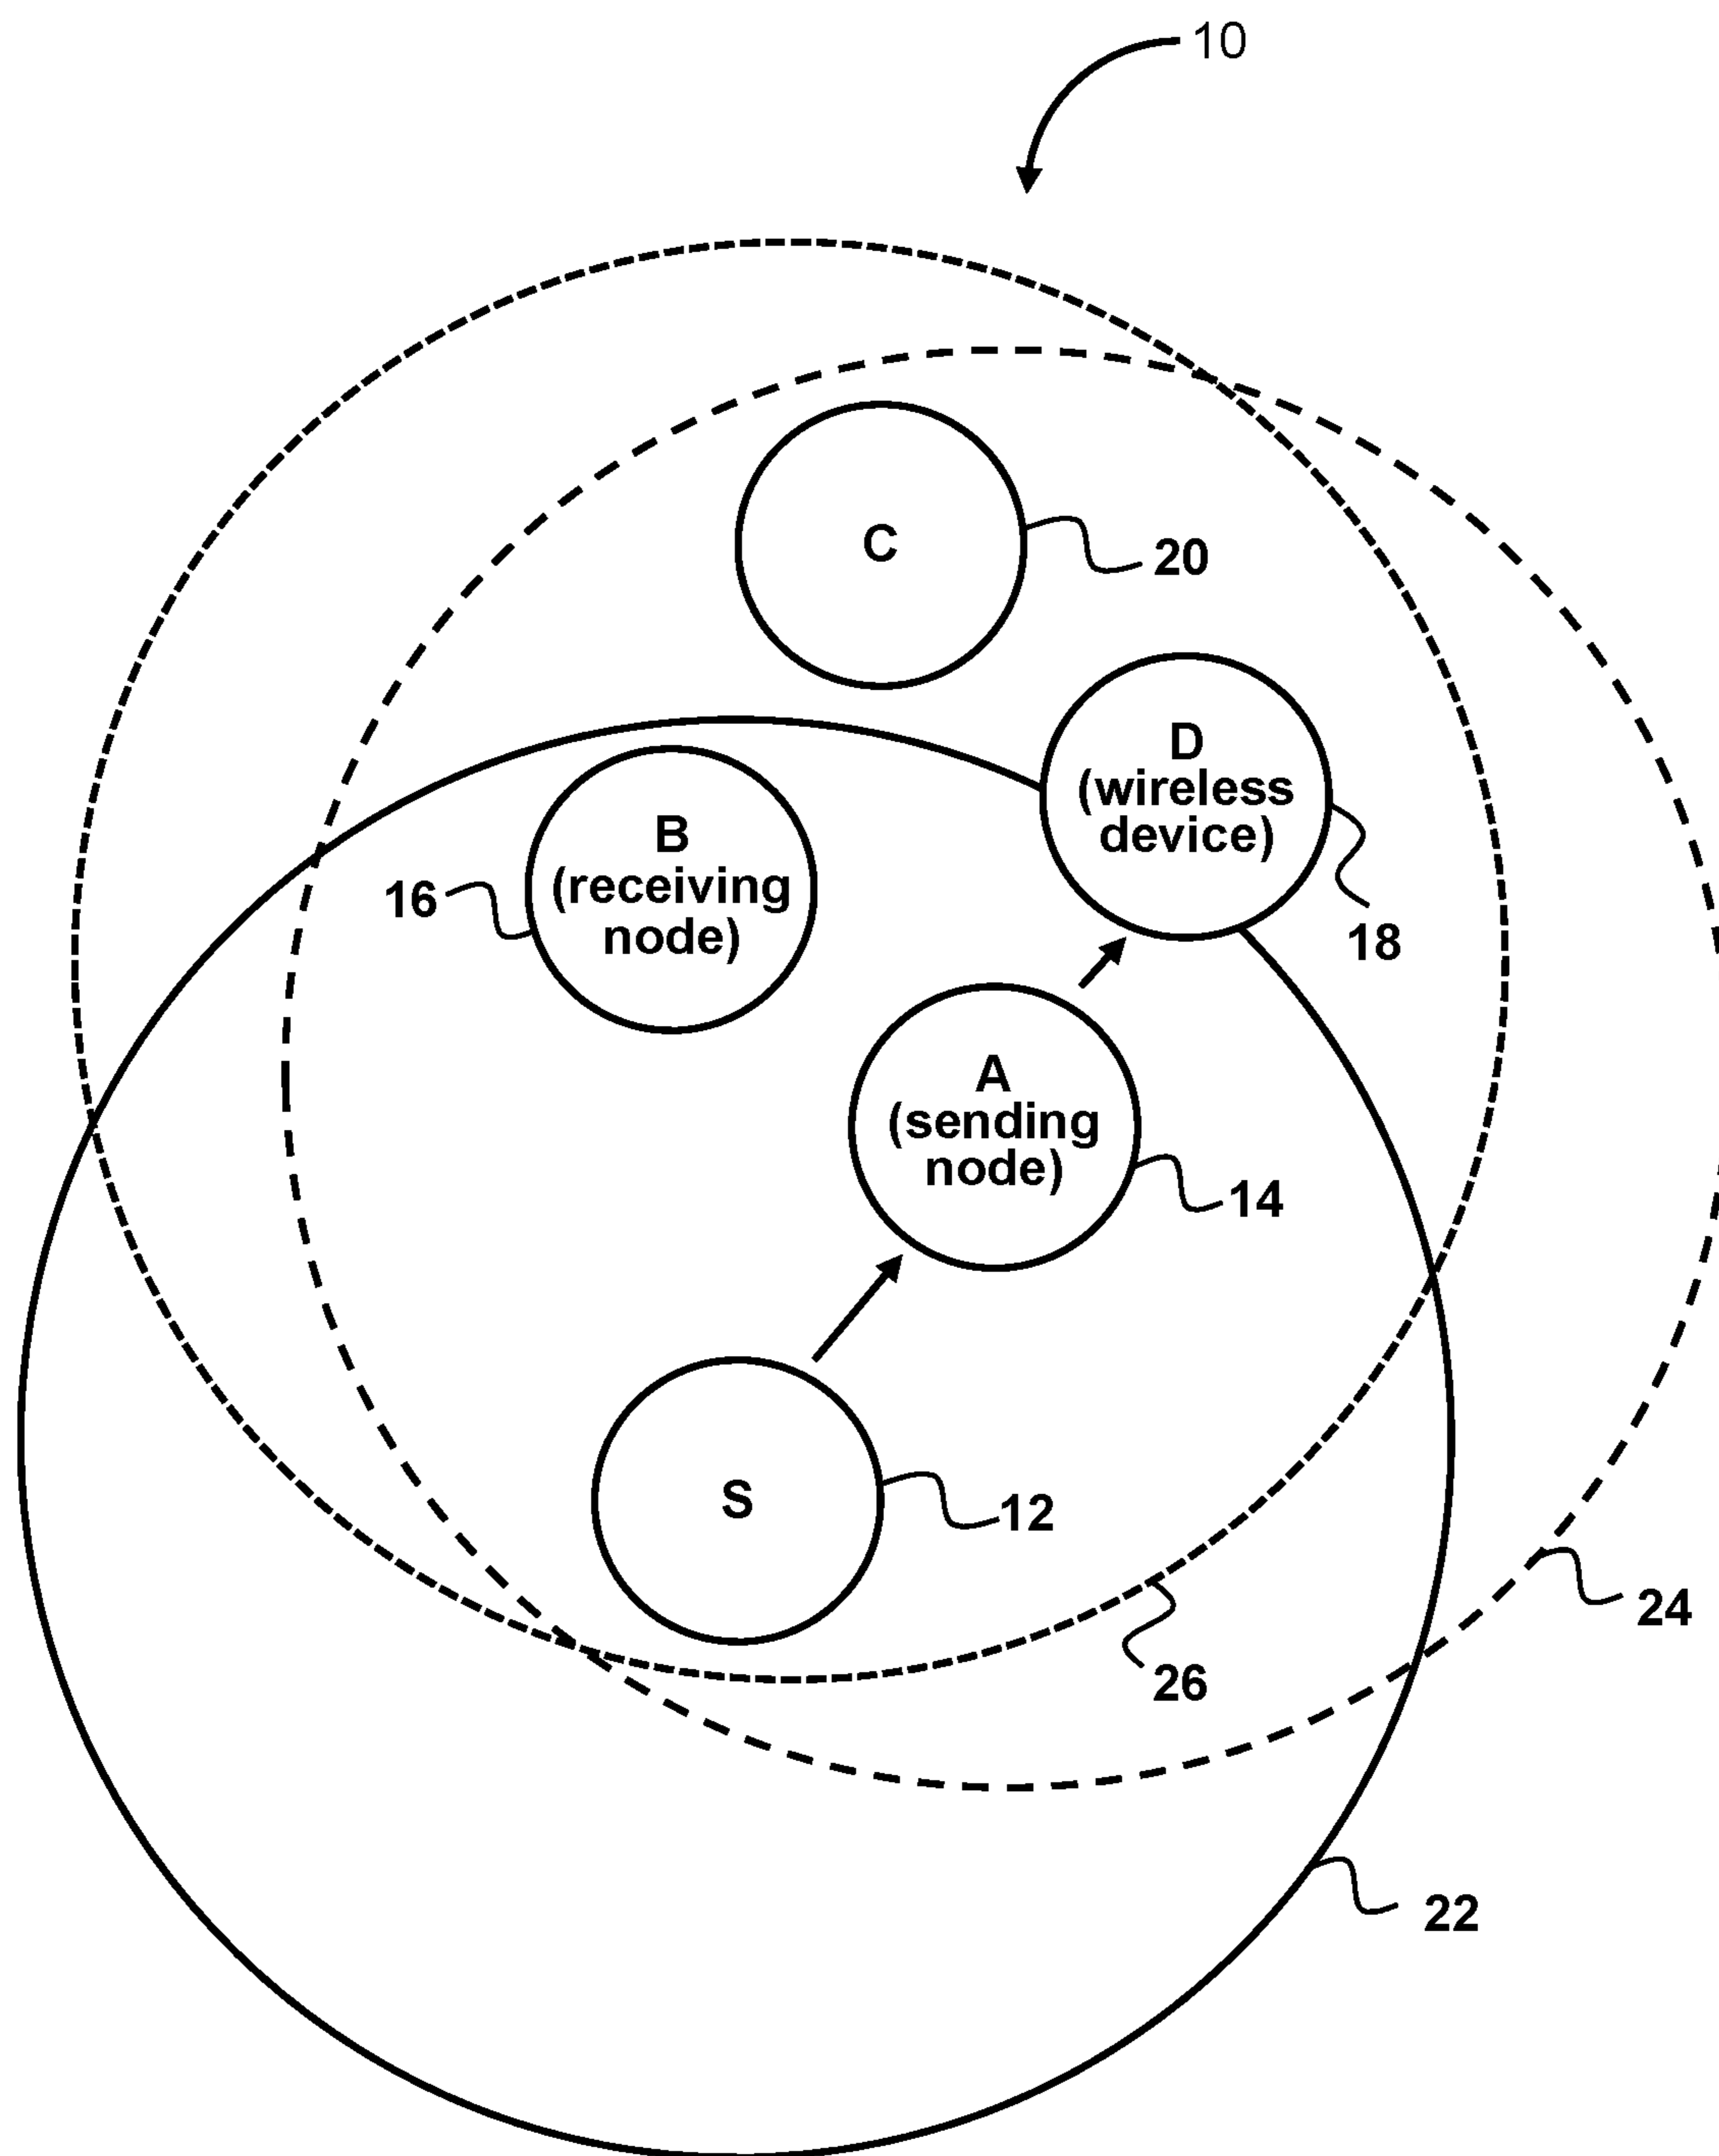 10
C
20
D
(wireless
device)
18
B
(receiving
node)
16
A
(sending
node)
14
S
12
24
26
22